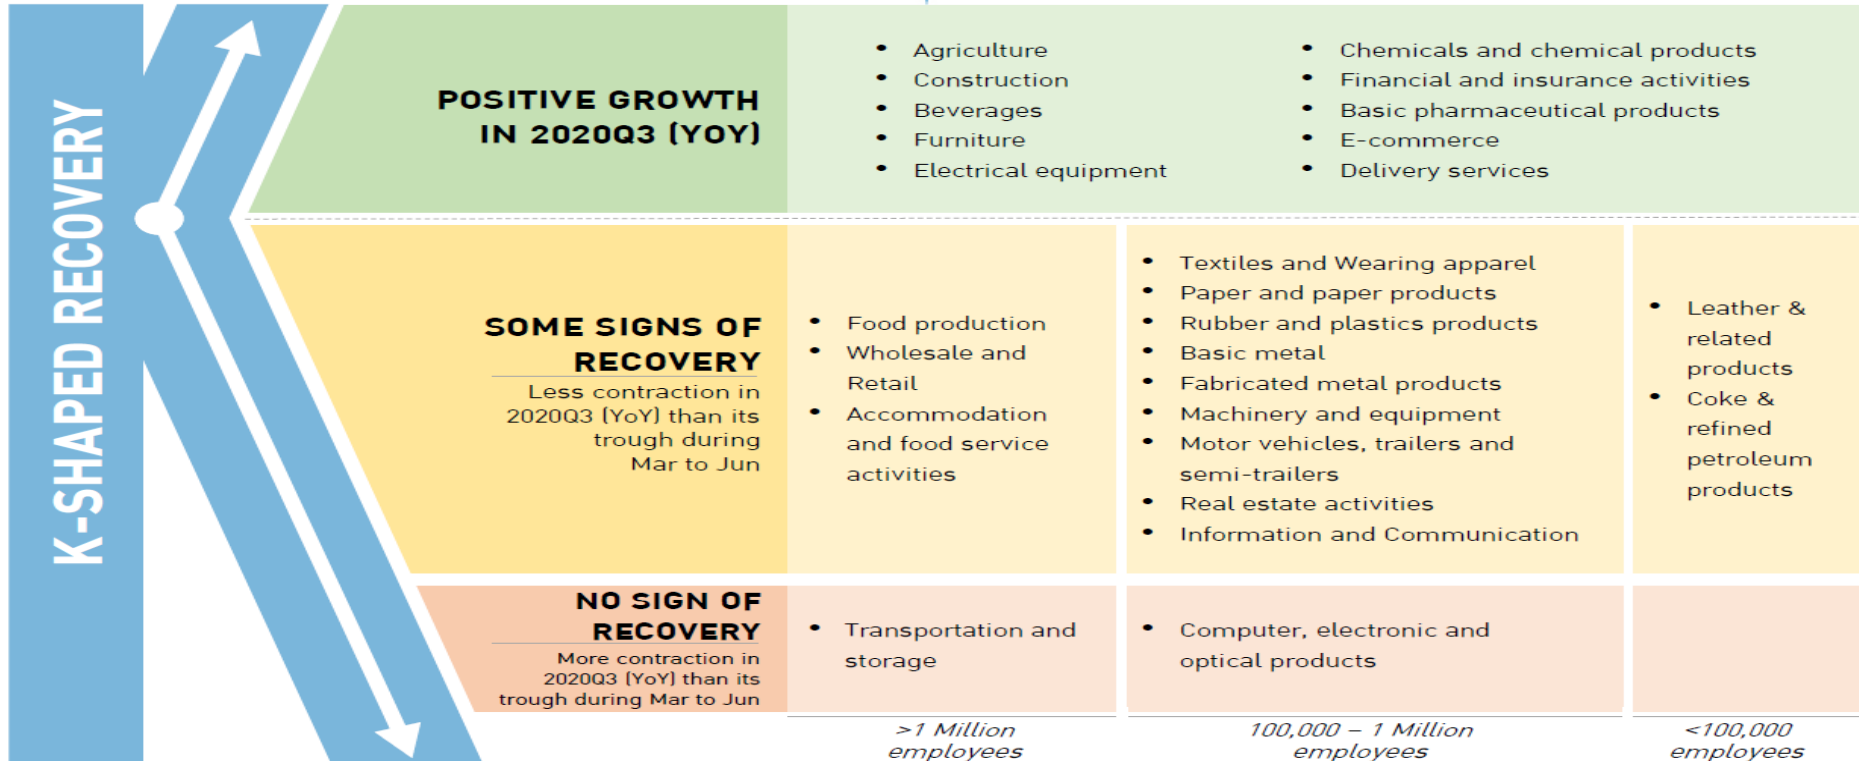 K-SHAPED RECOVERY
POSITIVE GROWTH
IN 2020Q3 (YOY)
• Agriculture
• Construction
• Beverages
• Furniture
• Electrical equipment
• Chemicals and chemical products
• Financial and insurance activities
• Basic pharmaceutical products
• E-commerce
• Delivery services
SOME SIGNS OF
RECOVERY
Less contraction in
2020Q3 (YoY) than its
trough during
Mar to Jun
• Food production
• Wholesale and
Retail
• Accommodation
and food service
activities
• Textiles and Wearing apparel
• Paper and paper products
• Rubber and plastics products
• Basic metal
• Fabricated metal products
• Machinery and equipment
• Motor vehicles, trailers and
semi-trailers
• Real estate activities
• Information and Communication
• Leather &
related
products
• Coke &
refined
petroleum
products
NO SIGN OF
RECOVERY
More contraction in
2020Q3 (YoY) than its
trough during Mar to Jun
• Transportation and
storage
• Computer, electronic and
optical products
>1 Million
employees
100,000 – 1 Million
employees
<100,000
employees